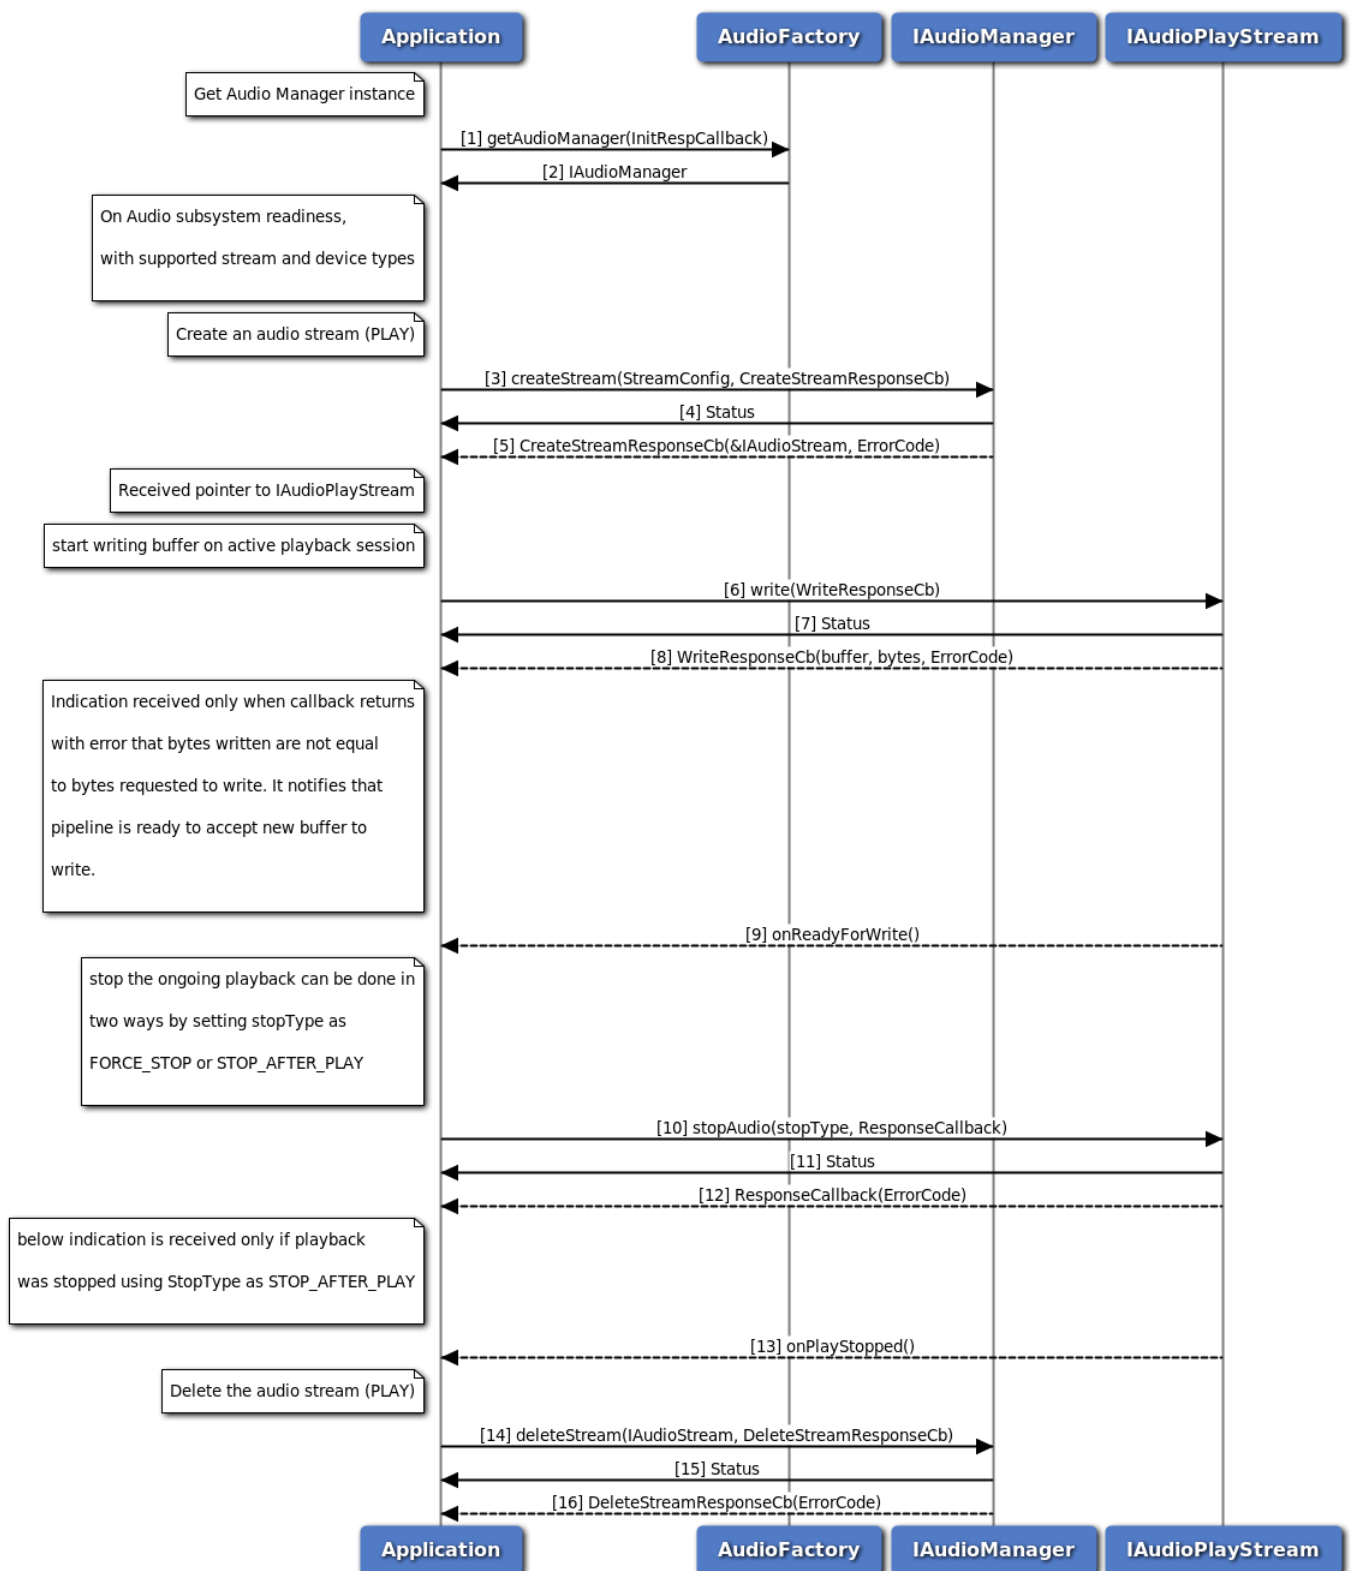 Application
AudioFactory
IAudioManager
IAudioPlayStream
Get Audio Manager instance
[1] getAudioManager(InitRespCallback)
[2] IAudioManager
On Audio subsystem readiness,
with supported stream and device types
Create an audio stream (PLAY)
[3] createStream(StreamConfig, CreateStreamResponseCb)
[4] Status
[5] CreateStreamResponseCb(&IAudioStream, ErrorCode)
Received pointer to IAudioPlayStream
start writing buffer on active playback session
[6] write(WriteResponseCb)
[7] Status
[8] WriteResponseCb(buffer, bytes, ErrorCode)
Indication received only when callback returns
with error that bytes written are not equal
to bytes requested to write. It notifies that
pipeline is ready to accept new buffer to
write.
[9] onReadyForWrite()
stop the ongoing playback can be done in
two ways by setting stopType as
FORCE_STOP or STOP_AFTER_PLAY
[10] stopAudio(stopType, ResponseCallback)
[11] Status
[12] ResponseCallback(ErrorCode)
below indication is received only if playback
was stopped using StopType as STOP_AFTER_PLAY
[13] onPlayStopped()
Delete the audio stream (PLAY)
[14] deleteStream(IAudioStream, DeleteStreamResponseCb)
[15] Status
[16] DeleteStreamResponseCb(ErrorCode)
Application
AudioFactory
IAudioManager
IAudioPlayStream